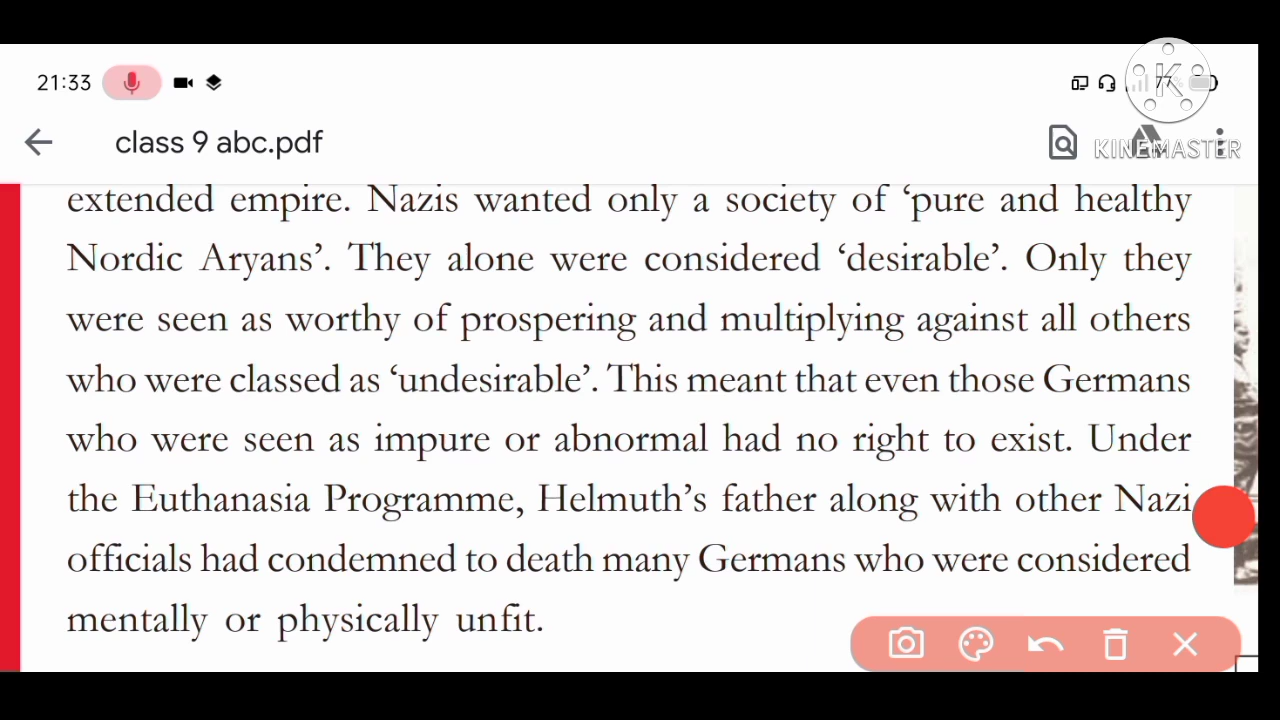 21:33
77
class 9 abc.pdf
KINEMASTER
extended empire. Nazis wanted only a society of ‘pure and healthy
Nordic Aryans’. They alone were considered ‘desirable’. Only they
were seen as worthy of prospering and multiplying against all others
who were classed as ‘undesirable’. This meant that even those Germans
who were seen as impure or abnormal had no right to exist. Under
the Euthanasia Programme, Helmuth’s father along with other Nazi
officials had condemned to death many Germans who were considered
mentally or physically unfit.